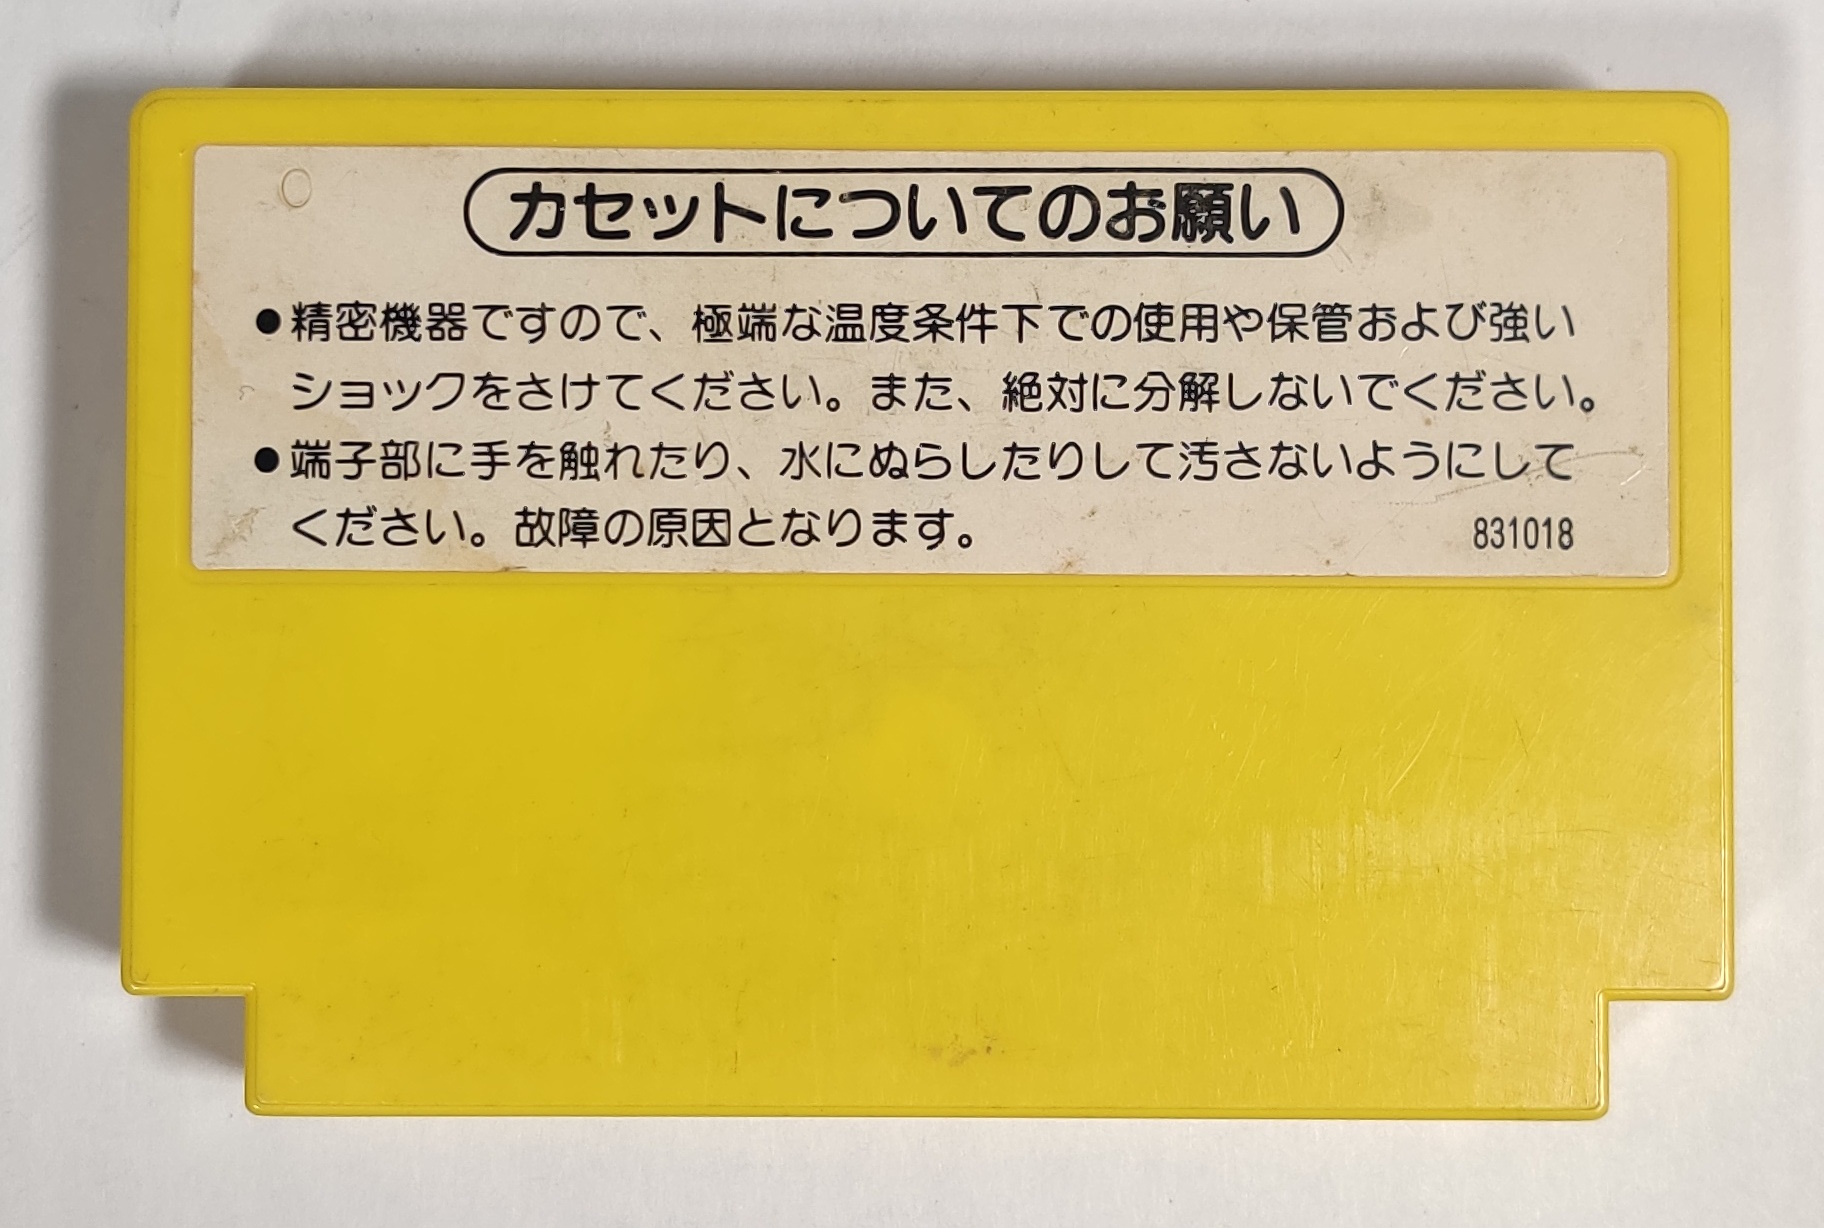 カセットについてのお願い
●精密機器ですので、極端な温度条件下での使用や保管および強い
ショックをさけてください。また、絶対に分解しないでください。
●端子部に手を触れたり、水にぬらしたりして汚さないようにして
ください。故障の原因となります。
831018